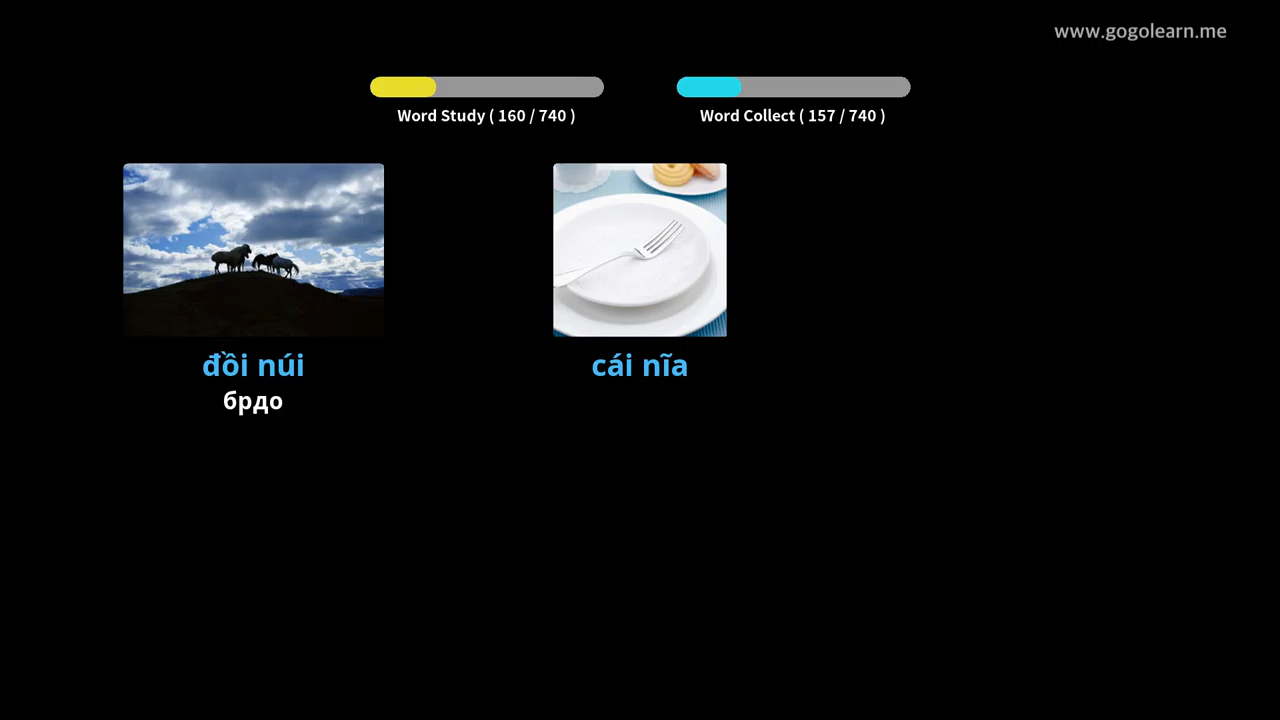 www.gogolearn.me
Word Study ( 160 / 740 )
Word Collect ( 157 / 740 )
đồi núi
брдо
cái nĩa